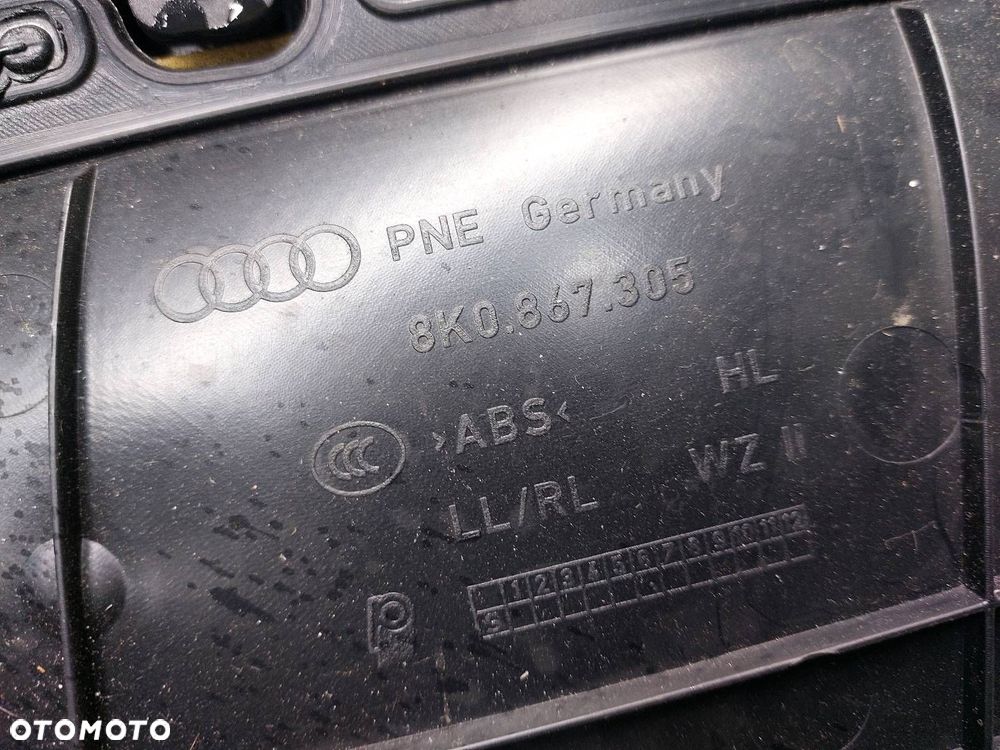 PNE Germany
8K0.867.305
>ABS< HL
LL/RL WZ II
1 2 3 4 5 6 7 8 9 10 11 12
OTOMOTO